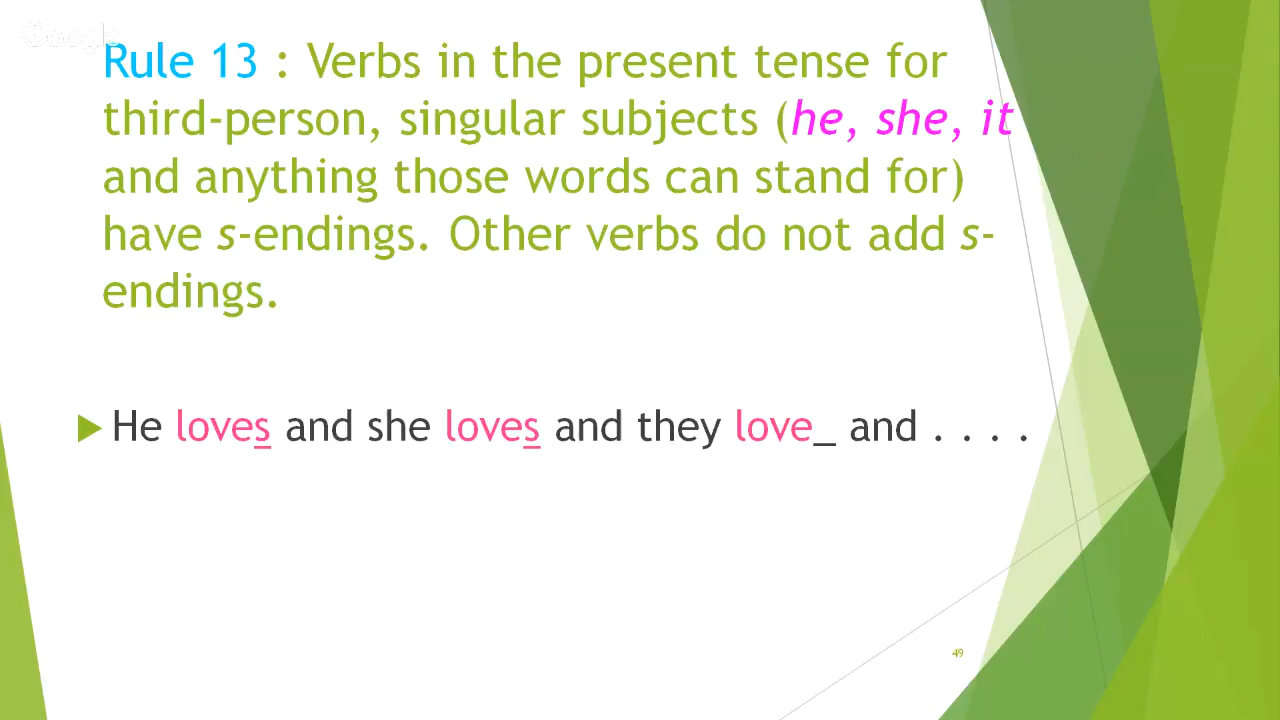 Google
Rule 13 : Verbs in the present tense for
third-person, singular subjects (he, she, it
and anything those words can stand for)
have s-endings. Other verbs do not add s-
endings.
He loves and she loves and they love_ and . . . .
49